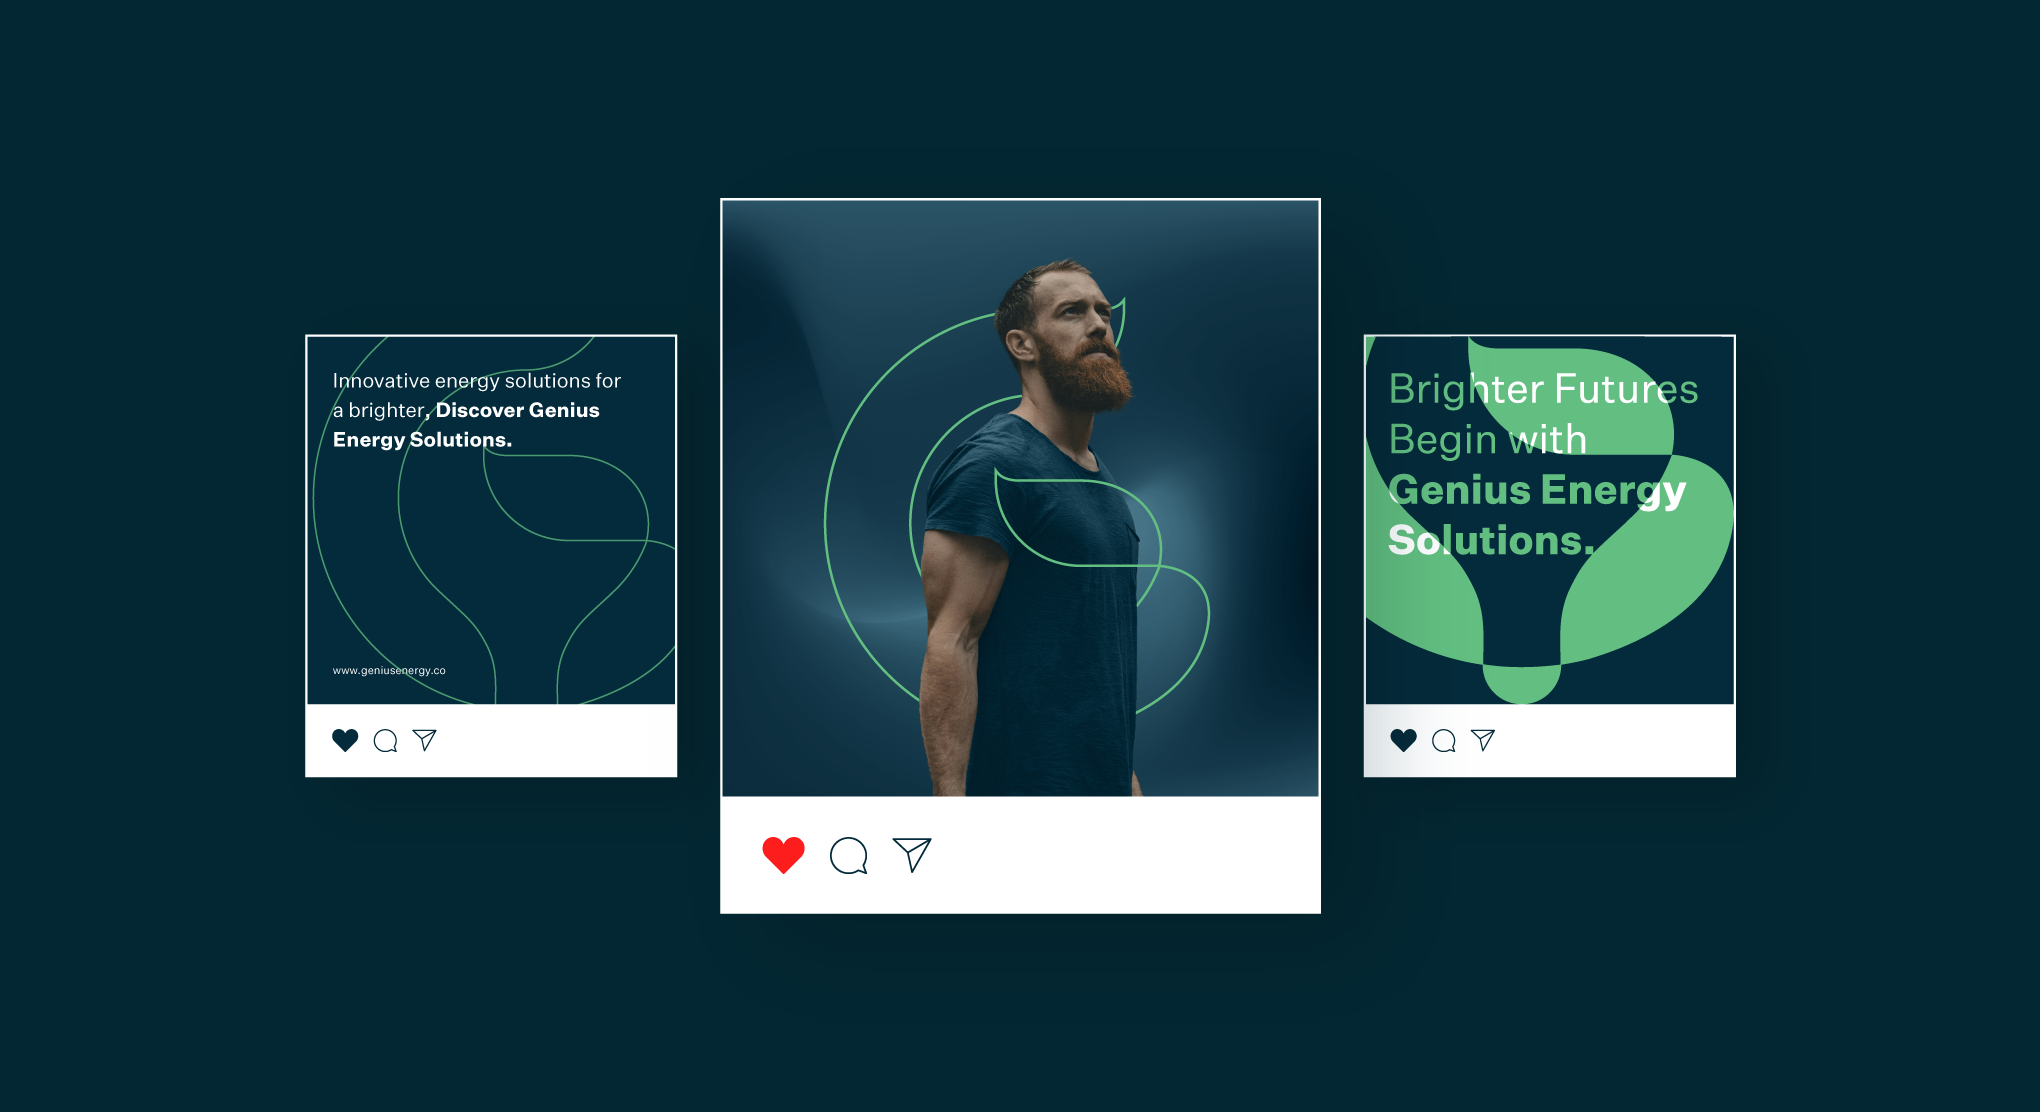 Innovative energy solutions for
a brighter, Discover Genius
Energy Solutions.
www.geniusenergy.co
Brighter Futures
Begin with
Genius Energy
Solutions.